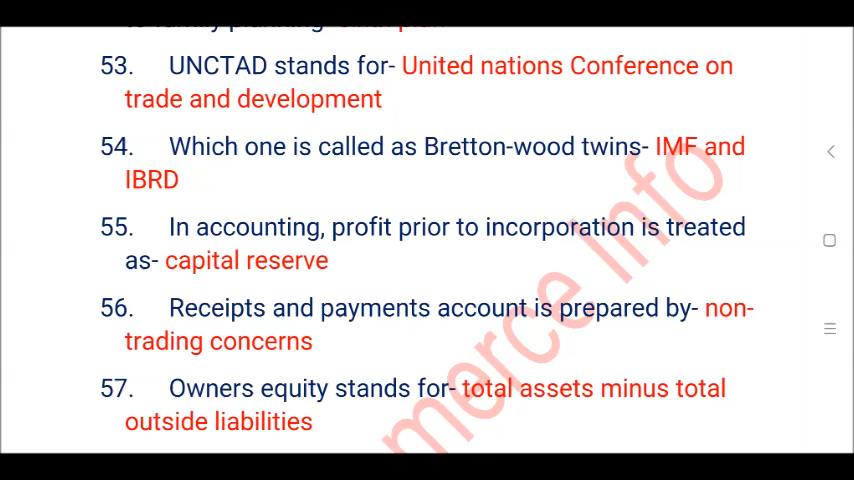 53. UNCTAD stands for- United nations Conference on
trade and development
54. Which one is called as Bretton-wood twins- IMF and
IBRD
55. In accounting, profit prior to incorporation is treated
as- capital reserve
56. Receipts and payments account is prepared by- non-
trading concerns
57. Owners equity stands for- total assets minus total
outside liabilities
merce Info